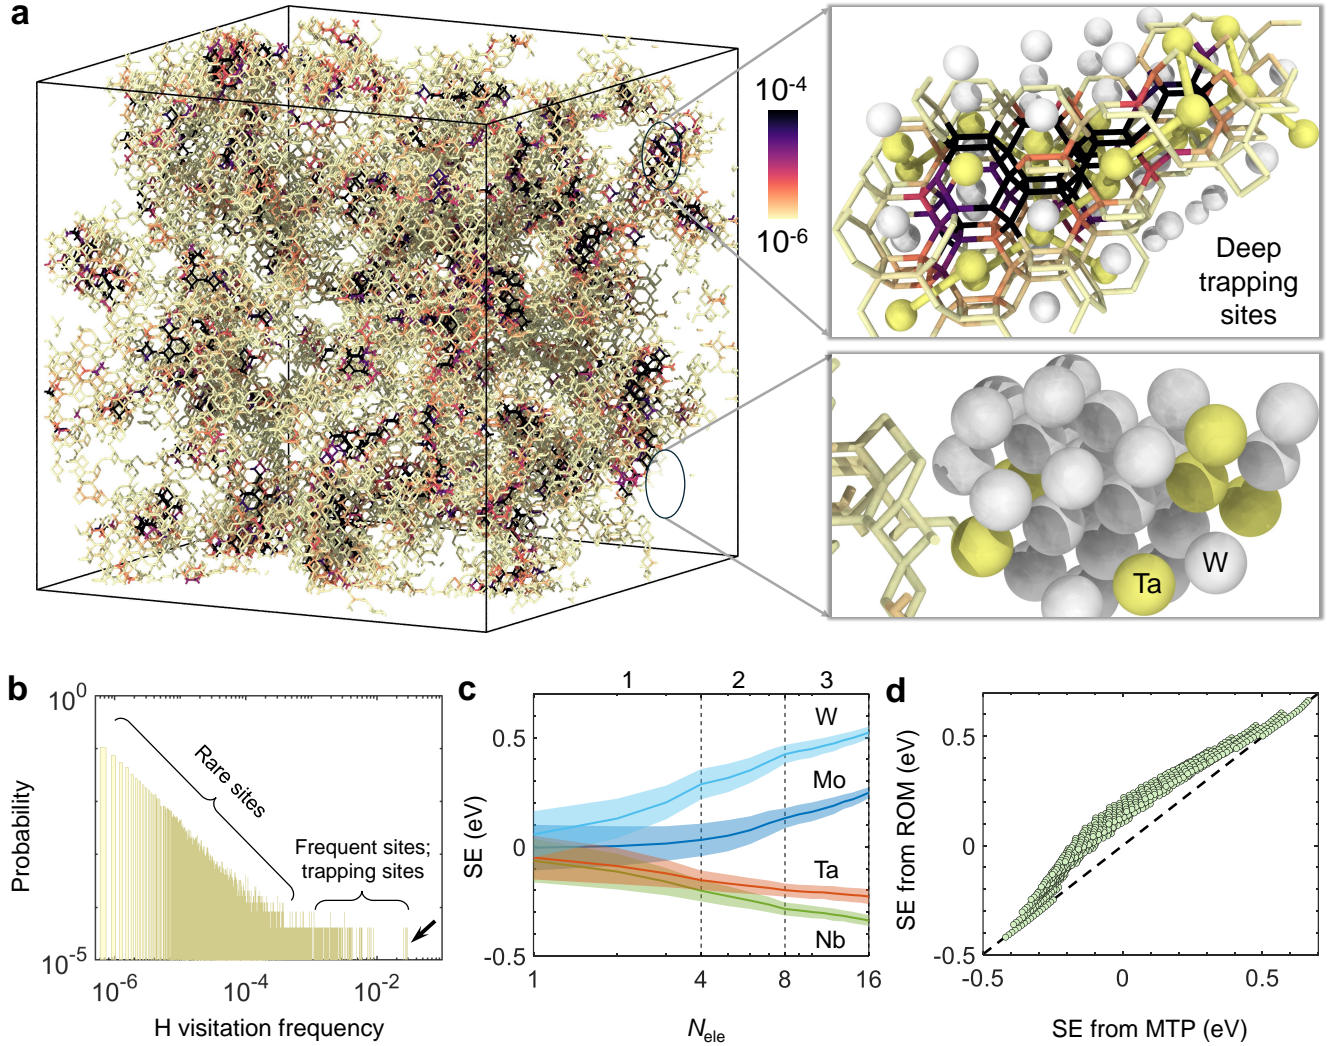 a
10-4
10-6
Deep
trapping
sites
Ta
W
b
10^0
10^-5
Probability
Rare sites
Frequent sites;
trapping sites
10^-6
10^-4
10^-2
H visitation frequency
c
1
2
3
W
Mo
Ta
Nb
0.5
0
-0.5
SE (eV)
1
4
8
16
N_ele
d
0.5
0
-0.5
SE from ROM (eV)
-0.5
0
0.5
SE from MTP (eV)